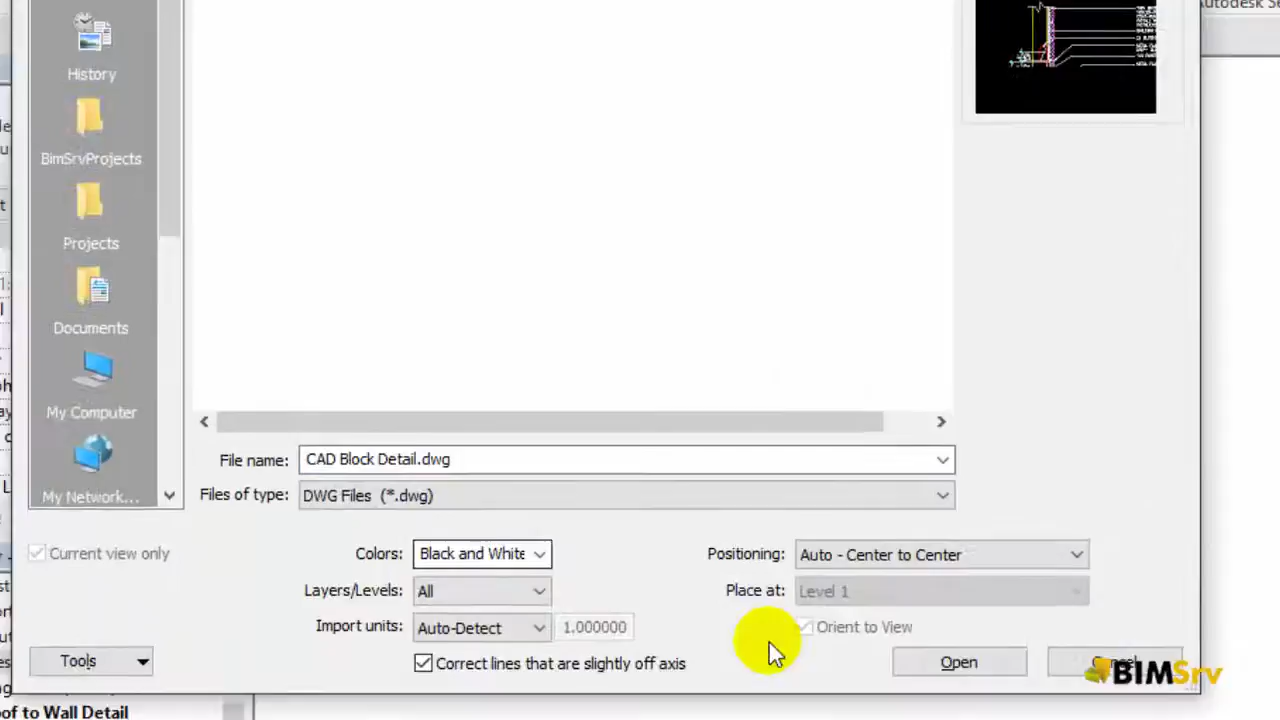 Autodesk Se
History
BimSrvProjects
Projects
Documents
My Computer
My Network...
File name: CAD Block Detail.dwg
Files of type: DWG Files (*.dwg)
Current view only
Colors: Black and White
Positioning: Auto - Center to Center
Layers/Levels: All
Place at: Level 1
Import units: Auto-Detect 1.000000
Orient to View
Correct lines that are slightly off axis
Tools
Open
BIMSrv
of to Wall Detail